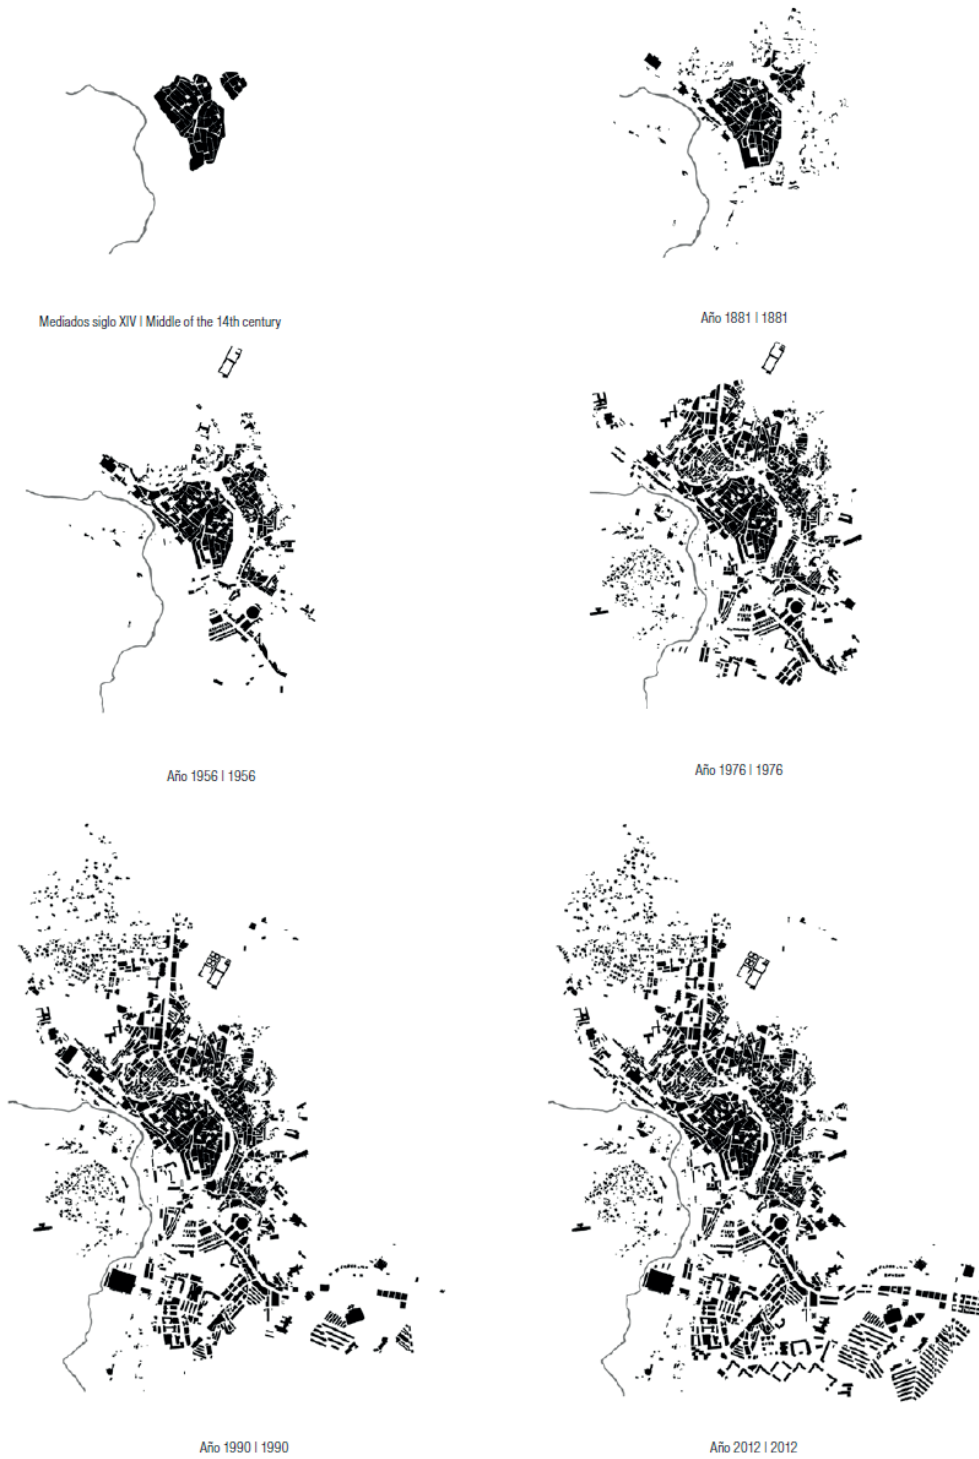 Mediados siglo XIV | Middle of the 14th century
Año 1881 | 1881
Año 1956 | 1956
Año 1976 | 1976
Año 1990 | 1990
Año 2012 | 2012